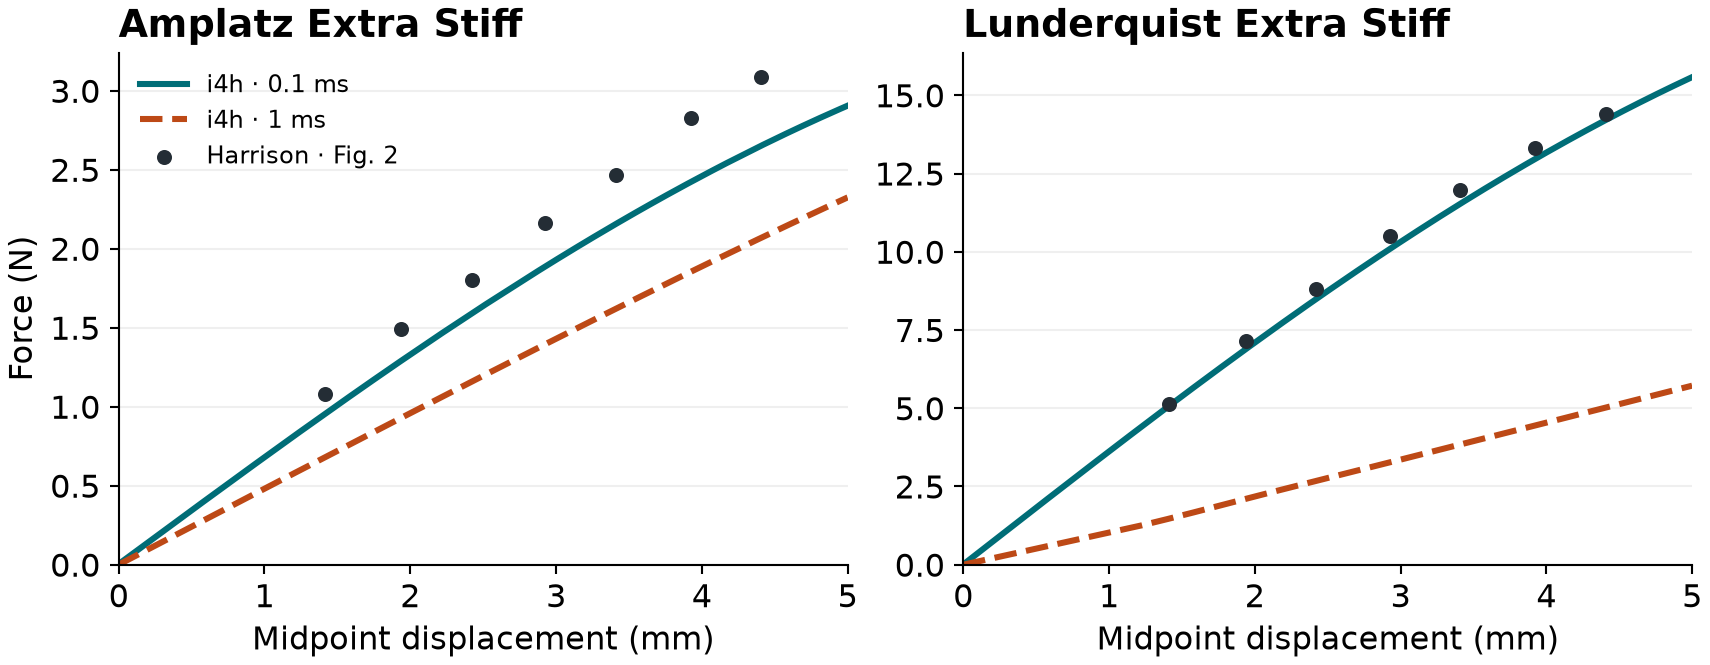 Amplatz Extra Stiff
i4h · 0.1 ms
i4h · 1 ms
Harrison · Fig. 2
Force (N)
3.0
2.5
2.0
1.5
1.0
0.5
0.0
0 1 2 3 4 5
Midpoint displacement (mm)
Lunderquist Extra Stiff
15.0
12.5
10.0
7.5
5.0
2.5
0.0
0 1 2 3 4 5
Midpoint displacement (mm)